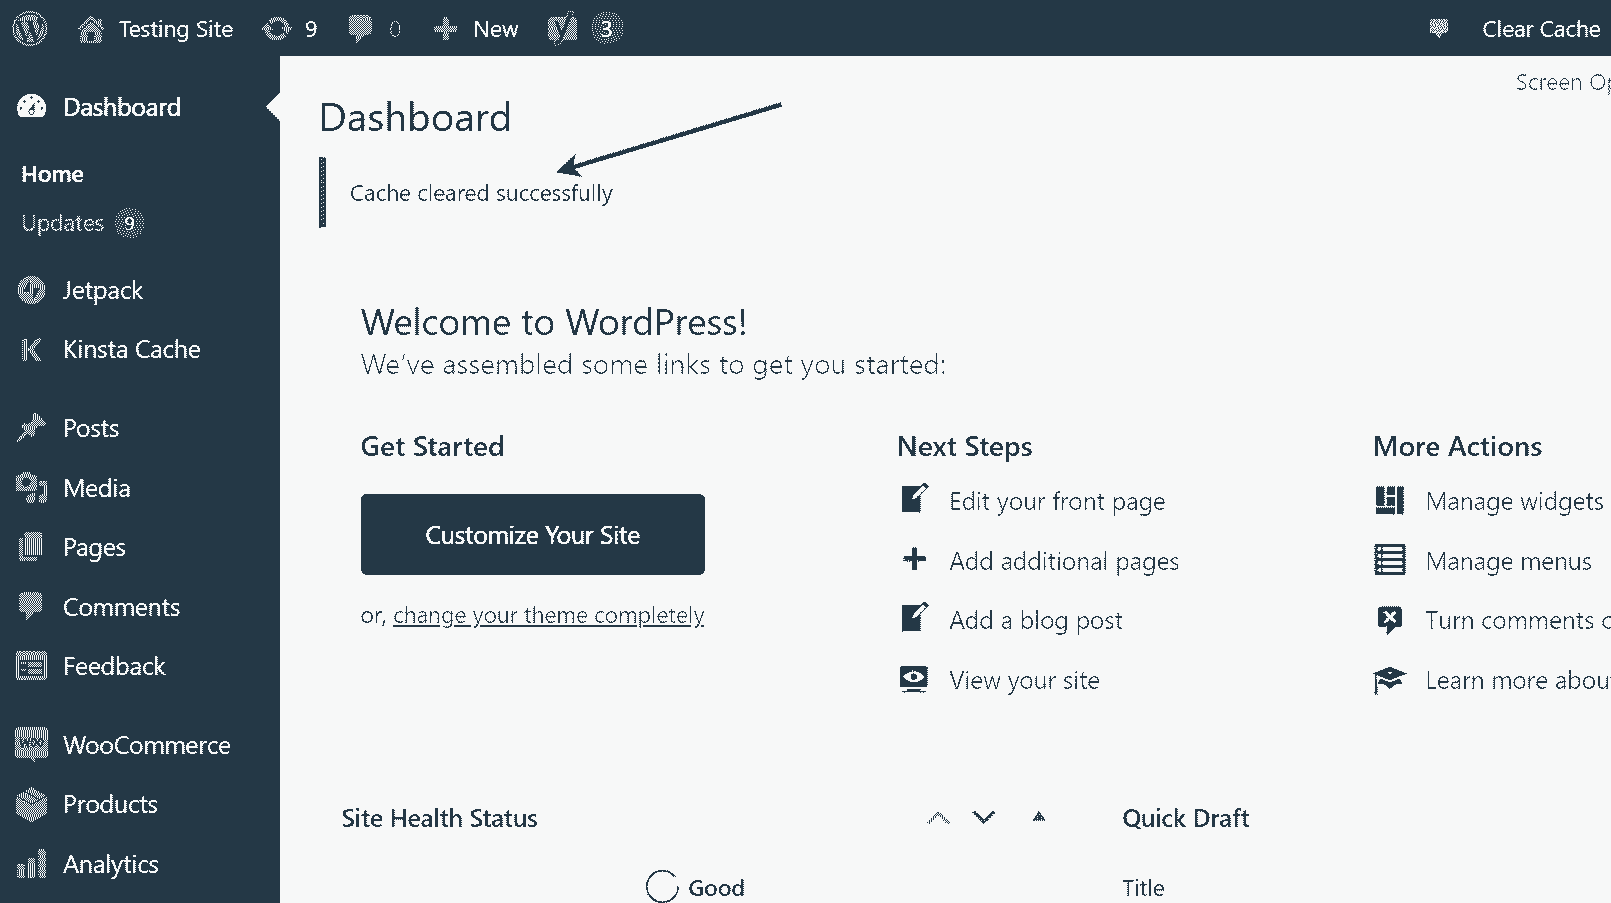 Testing Site 9 0 New 3 Clear Cache
Screen Op
Dashboard
Home
Updates 9
Jetpack
Kinsta Cache
Posts
Media
Pages
Comments
Feedback
WooCommerce
Products
Analytics
Dashboard
Cache cleared successfully
Welcome to WordPress!
We've assembled some links to get you started:
Get Started
Customize Your Site
or, change your theme completely
Next Steps
Edit your front page
Add additional pages
Add a blog post
View your site
More Actions
Manage widgets
Manage menus
Turn comments o
Learn more abou
Site Health Status
Good
Quick Draft
Title